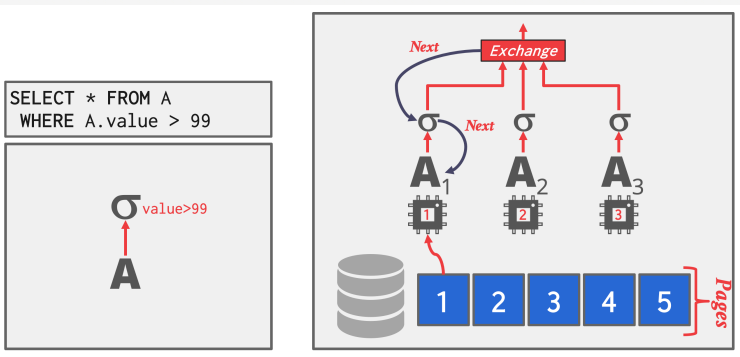 SELECT * FROM A
WHERE A.value > 99
σ value>99
A
Exchange
Next
σ σ σ
Next
A1 A2 A3
1 2 3
1 2 3 4 5
Pages